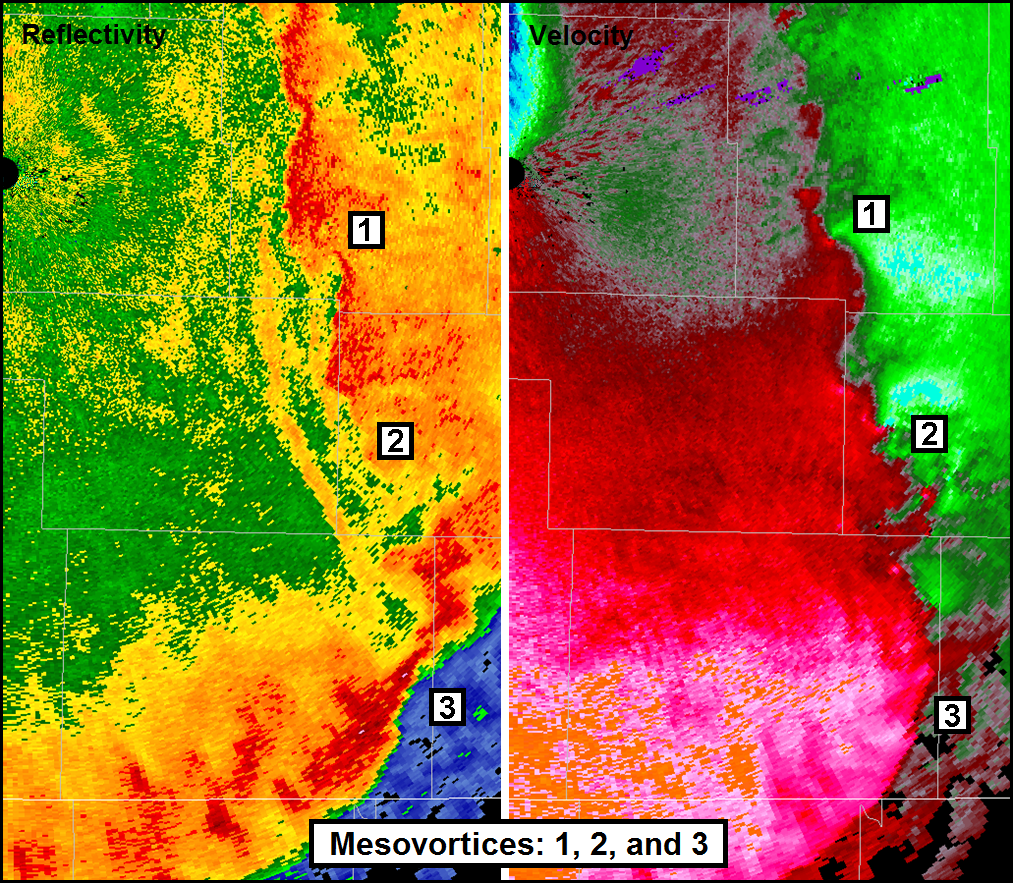 Reflectivity
Velocity
1
1
2
2
3
3
Mesovortices: 1, 2, and 3